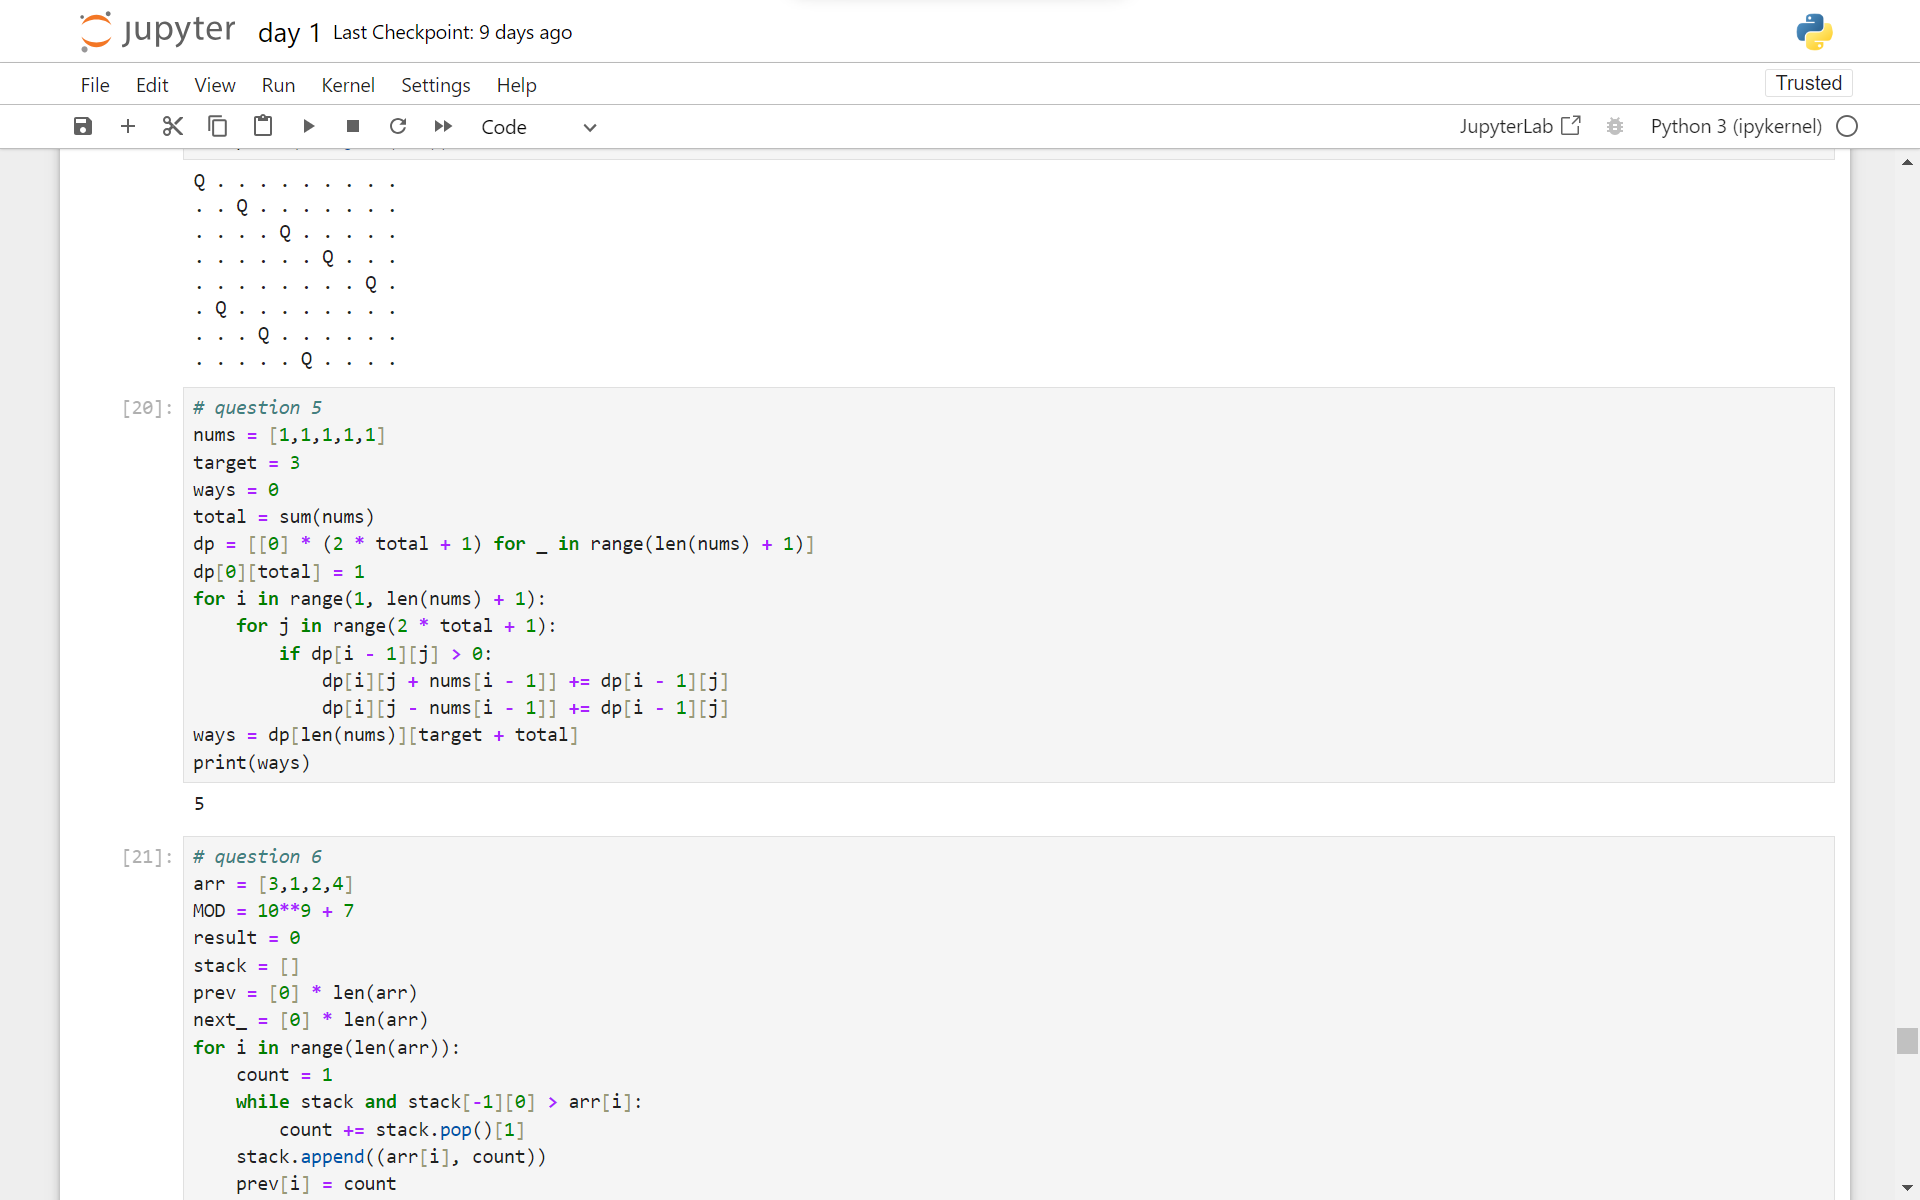 jupyter day 1 Last Checkpoint: 9 days ago
File Edit View Run Kernel Settings Help Trusted
Code JupyterLab Python 3 (ipykernel)
Q . . . . . . . . .
. . Q . . . . . . .
. . . . Q . . . . .
. . . . . . Q . . .
. . . . . . . . Q .
. Q . . . . . . . .
. . . Q . . . . . .
. . . . . Q . . . .
[20]: # question 5
nums = [1,1,1,1,1]
target = 3
ways = 0
total = sum(nums)
dp = [[0] * (2 * total + 1) for _ in range(len(nums) + 1)]
dp[0][total] = 1
for i in range(1, len(nums) + 1):
    for j in range(2 * total + 1):
        if dp[i - 1][j] > 0:
            dp[i][j + nums[i - 1]] += dp[i - 1][j]
            dp[i][j - nums[i - 1]] += dp[i - 1][j]
ways = dp[len(nums)][target + total]
print(ways)
5
[21]: # question 6
arr = [3,1,2,4]
MOD = 10**9 + 7
result = 0
stack = []
prev = [0] * len(arr)
next_ = [0] * len(arr)
for i in range(len(arr)):
    count = 1
    while stack and stack[-1][0] > arr[i]:
        count += stack.pop()[1]
    stack.append((arr[i], count))
    prev[i] = count